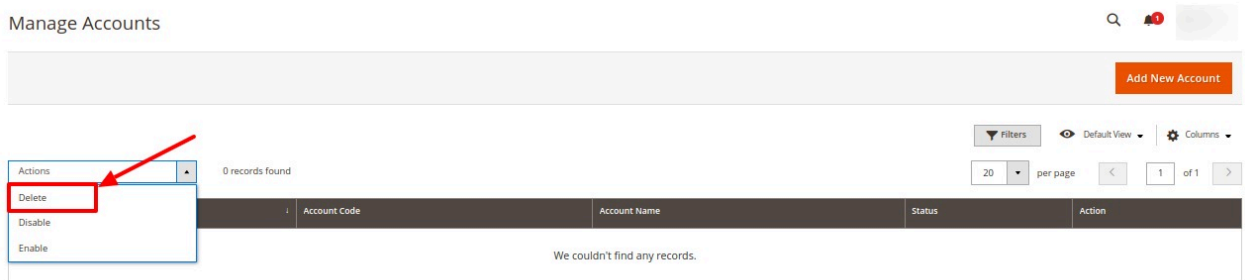 Manage Accounts
1
Add New Account
Filters
Default View
Columns
Actions
0 records found
20
per page
1
of 1
Delete
Disable
Enable
Account Code
Account Name
Status
Action
We couldn't find any records.